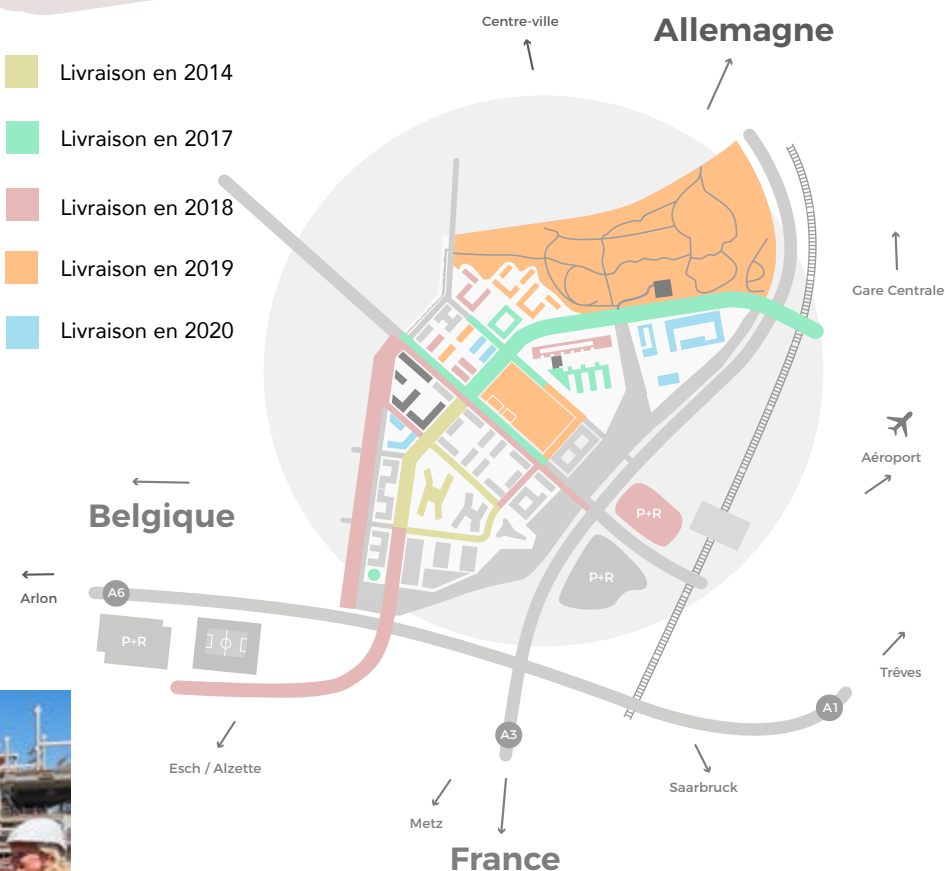 Centre-ville
Allemagne
Livraison en 2014
Livraison en 2017
Livraison en 2018
Livraison en 2019
Livraison en 2020
Gare Centrale
Aéroport
Belgique
P+R
P+R
Arlon
A6
P+R
Trêves
A1
A3
Esch / Alzette
Saarbruck
Metz
France